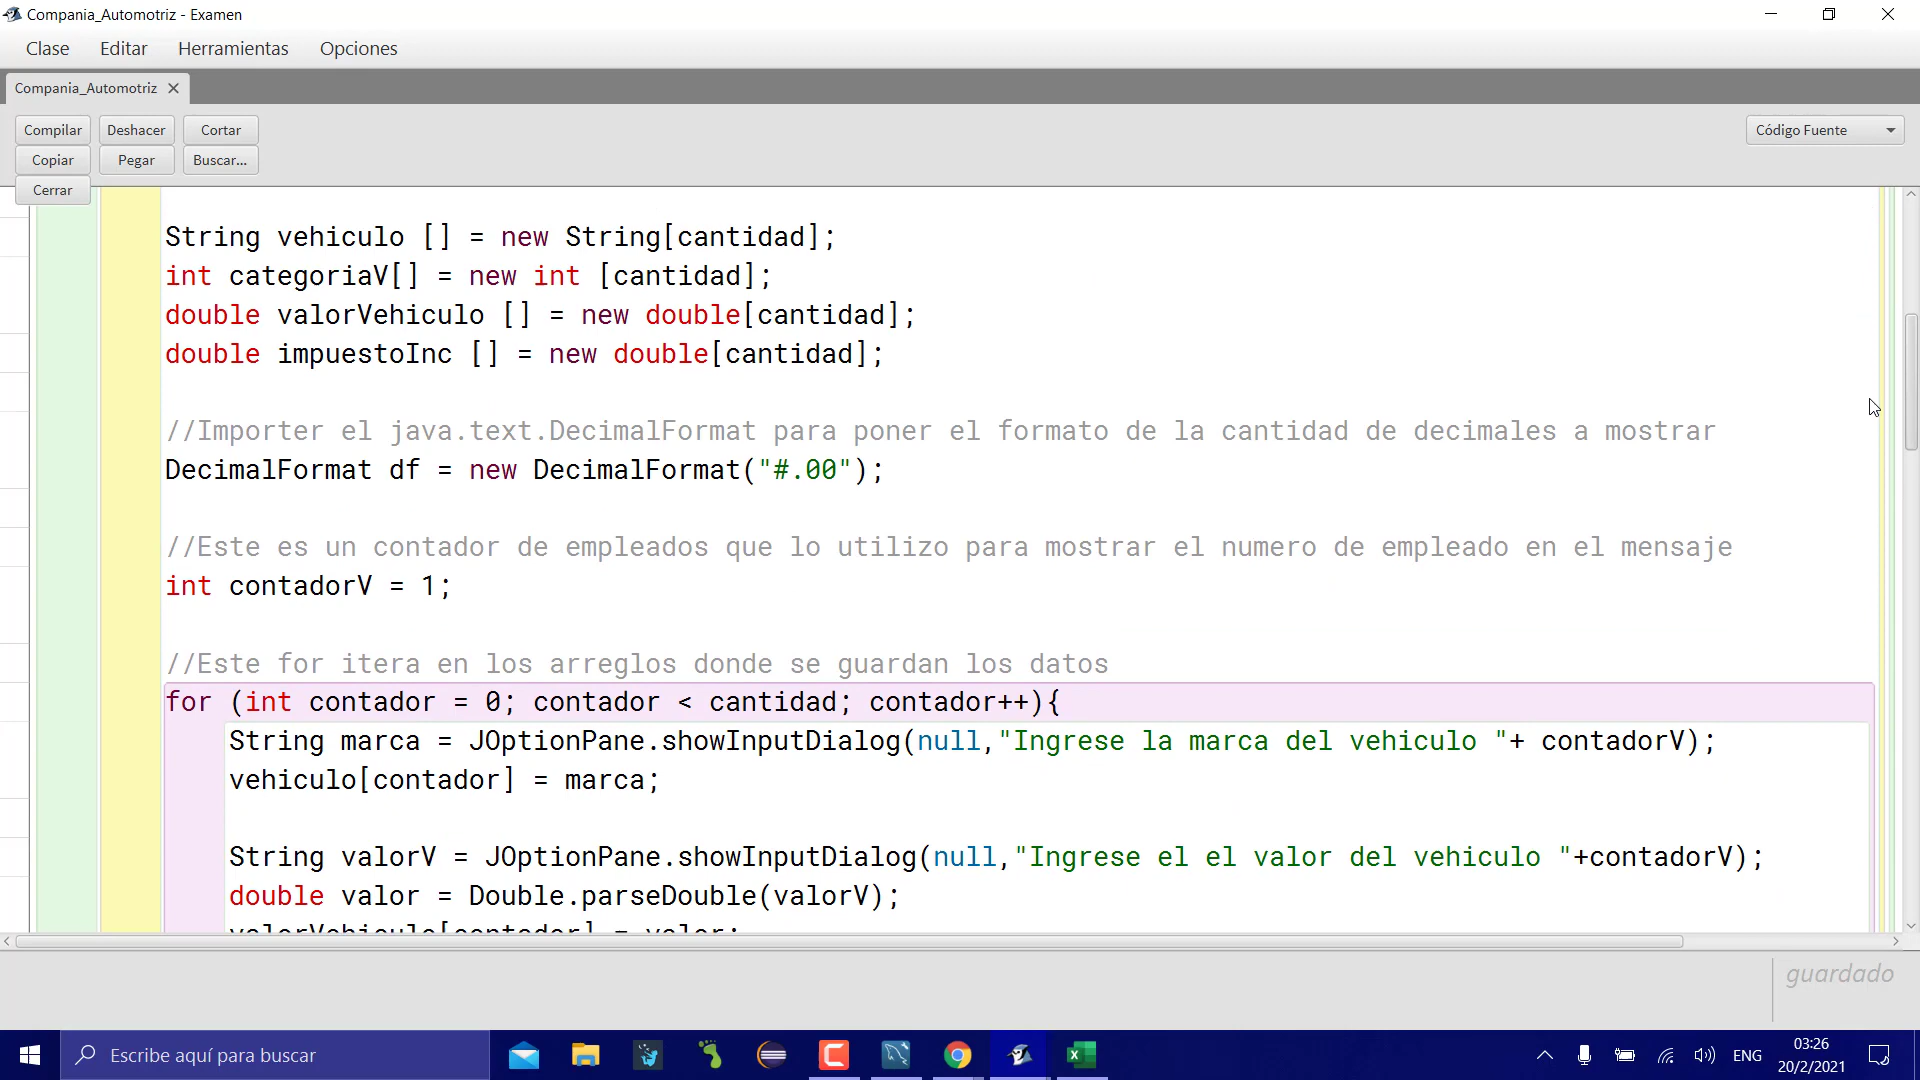 Compania_Automotriz - Examen
Clase Editar Herramientas Opciones
Compania_Automotriz
Compilar Deshacer Cortar
Código Fuente
Copiar Pegar Buscar...
Cerrar
String vehiculo [] = new String[cantidad];
int categoriaV[] = new int [cantidad];
double valorVehiculo [] = new double[cantidad];
double impuestoInc [] = new double[cantidad];
//Importer el java.text.DecimalFormat para poner el formato de la cantidad de decimales a mostrar
DecimalFormat df = new DecimalFormat("#.00");
//Este es un contador de empleados que lo utilizo para mostrar el numero de empleado en el mensaje
int contadorV = 1;
//Este for itera en los arreglos donde se guardan los datos
for (int contador = 0; contador < cantidad; contador++){
String marca = JOptionPane.showInputDialog(null,"Ingrese la marca del vehiculo "+ contadorV);
vehiculo[contador] = marca;
String valorV = JOptionPane.showInputDialog(null,"Ingrese el el valor del vehiculo "+contadorV);
double valor = Double.parseDouble(valorV);
valorVehiculo[contador] = valor;
guardado
Escribe aquí para buscar
ENG
03:26
20/2/2021